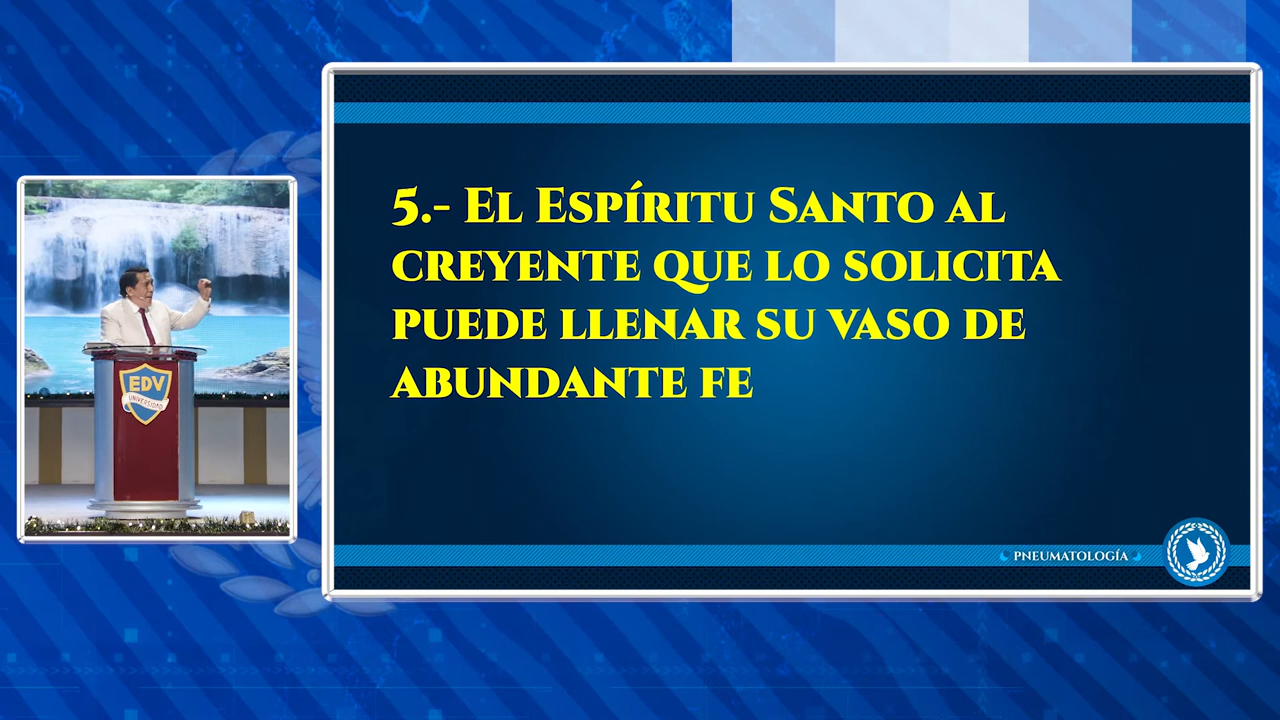 EDV
UNIVERSIDAD
5.- El Espíritu Santo al
creyente que lo solicita
puede llenar su vaso de
abundante fe
PNEUMATOLOGÍA